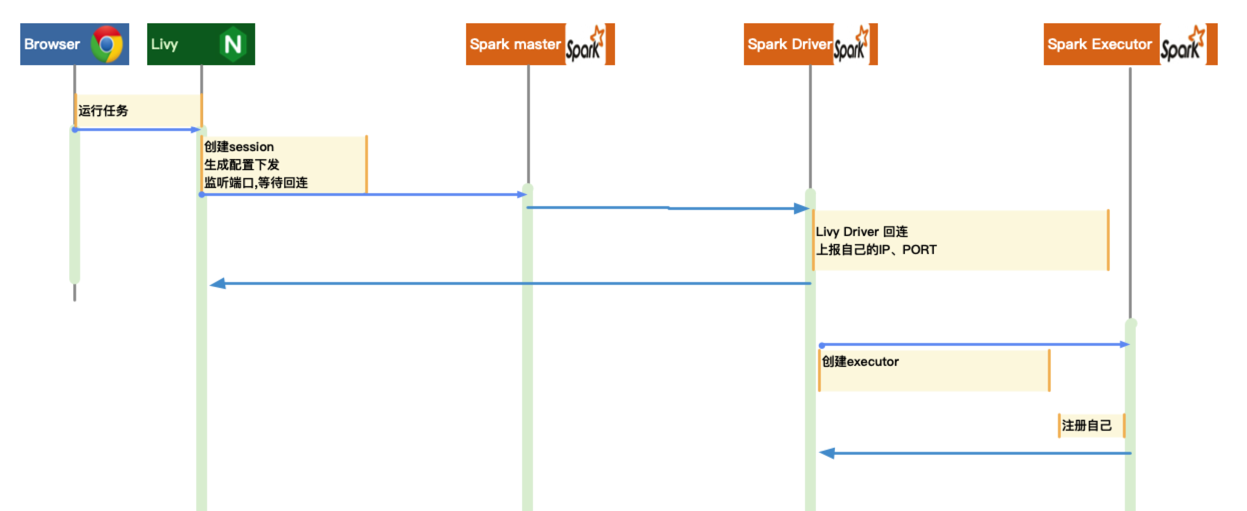 Browser
Livy
N
Spark master
Spark
Spark Driver
Spark
Spark Executor
Spark
运行任务
创建session
生成配置下发
监听端口,等待回连
Livy Driver 回连
上报自己的IP、PORT
创建executor
注册自己